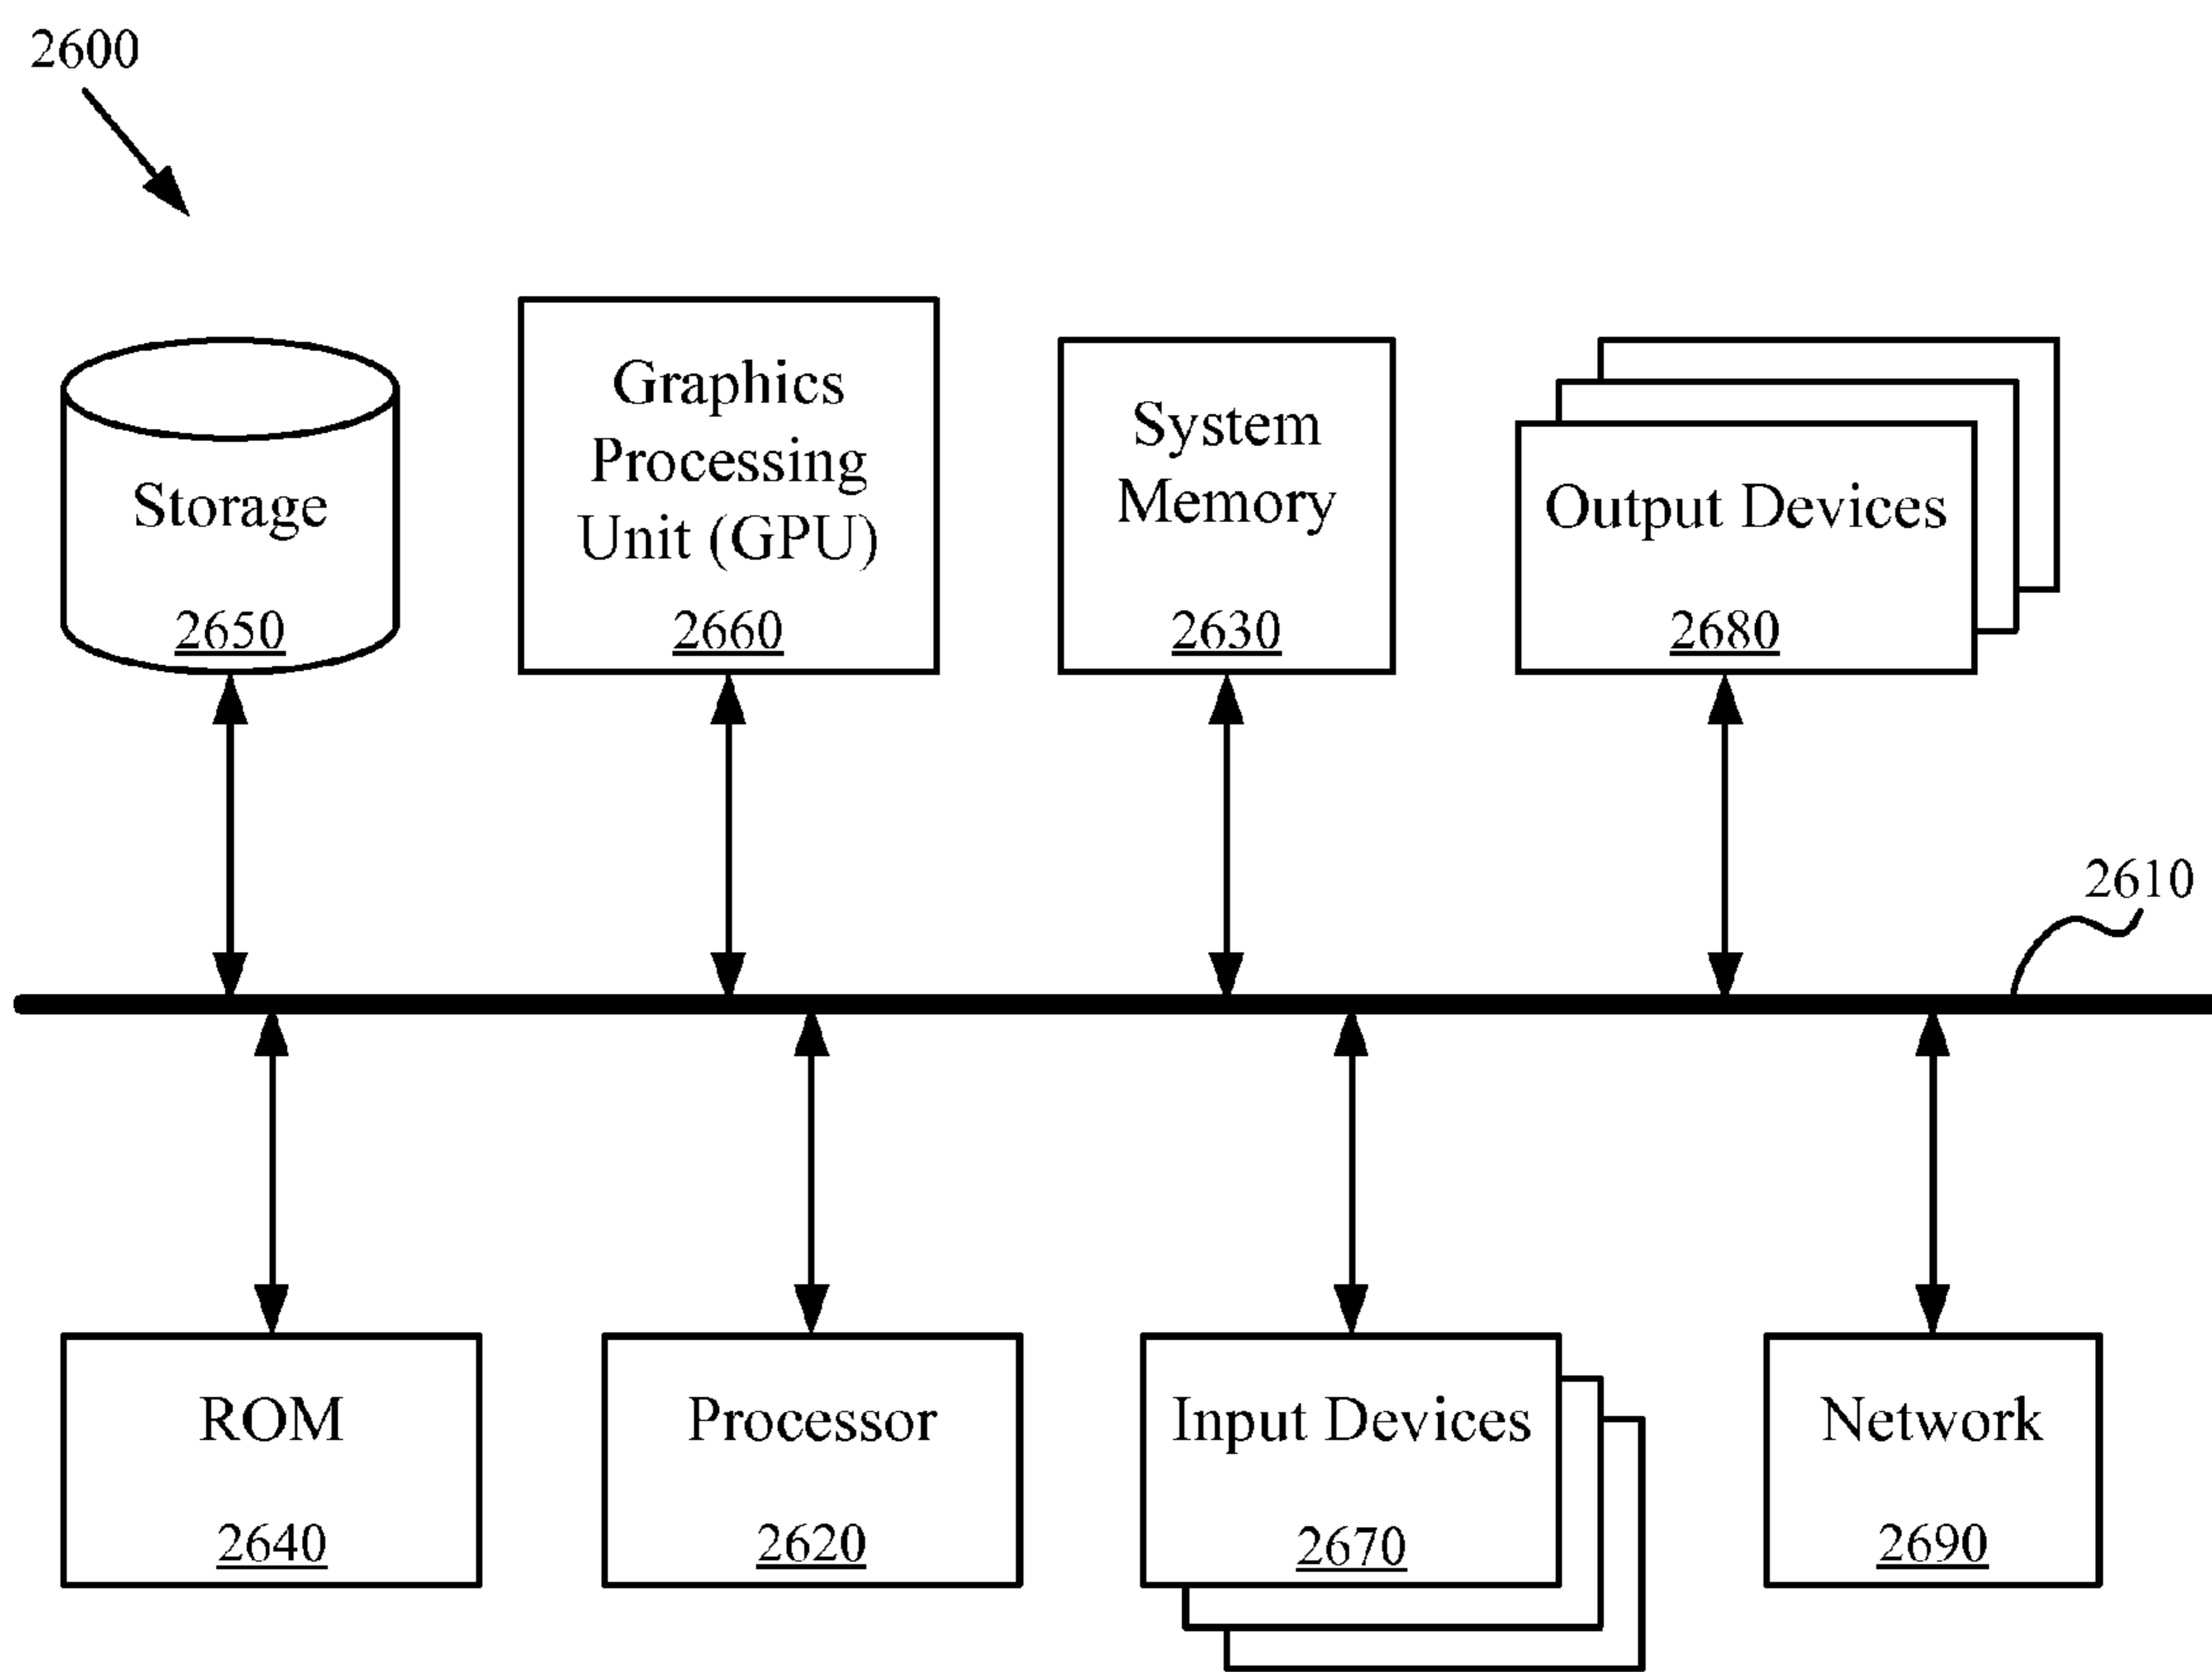 2600
Storage
2650
Graphics
Processing
Unit (GPU)
2660
System
Memory
2630
Output Devices
2680
2610
ROM
2640
Processor
2620
Input Devices
2670
Network
2690